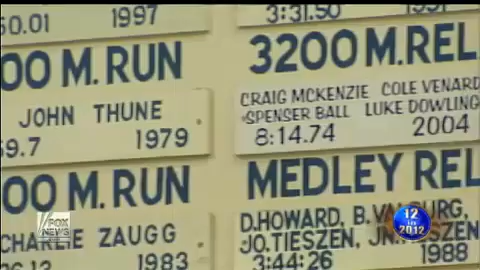 50.01 1997
00 M. RUN
JOHN THUNE
59.7 1979
00 M. RUN
CHARLIE ZAUGG
1983
3:31.50 1991
3200 M. REL
CRAIG MCKENZIE COLE VENARD
SPENSER BALL LUKE DOWLING
8:14.74 2004
MEDLEY REL
D. HOWARD, B.
JO. TIESZEN,
3:44.26 1988
FOX
NEWS
12
2012